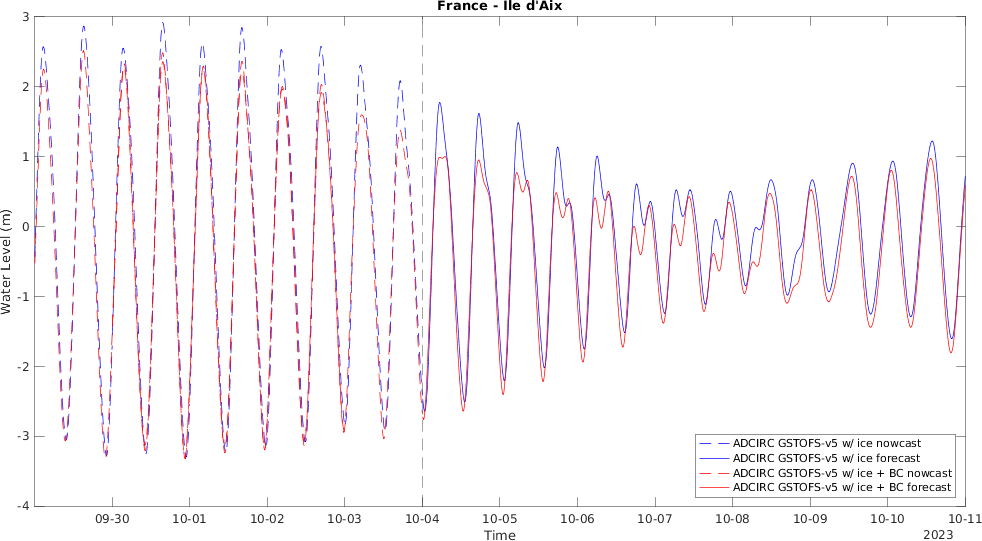 France - Ile d'Aix
3
2
1
0
-1
-2
-3
-4
Water Level (m)
ADCIRC GSTOFS-v5 w/ ice nowcast
ADCIRC GSTOFS-v5 w/ ice forecast
ADCIRC GSTOFS-v5 w/ ice + BC nowcast
ADCIRC GSTOFS-v5 w/ ice + BC forecast
09-30 10-01 10-02 10-03 10-04 10-05 10-06 10-07 10-08 10-09 10-10 10-11
Time
2023